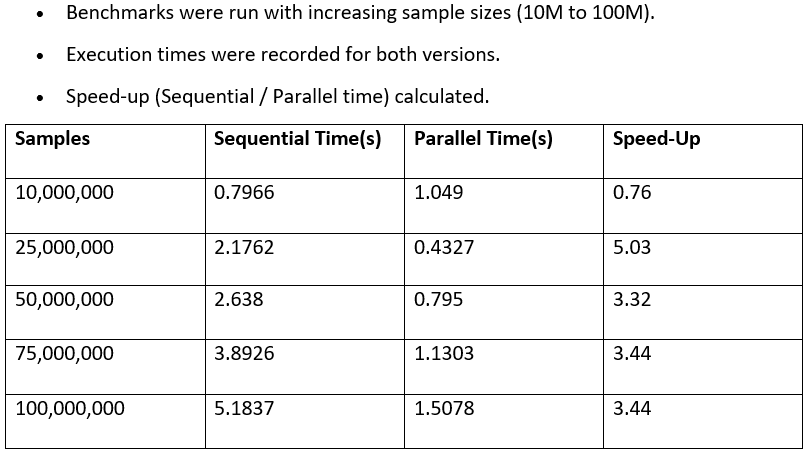 • Benchmarks were run with increasing sample sizes (10M to 100M).
• Execution times were recorded for both versions.
• Speed-up (Sequential / Parallel time) calculated.
Samples Sequential Time(s) Parallel Time(s) Speed-Up
10,000,000 0.7966 1.049 0.76
25,000,000 2.1762 0.4327 5.03
50,000,000 2.638 0.795 3.32
75,000,000 3.8926 1.1303 3.44
100,000,000 5.1837 1.5078 3.44